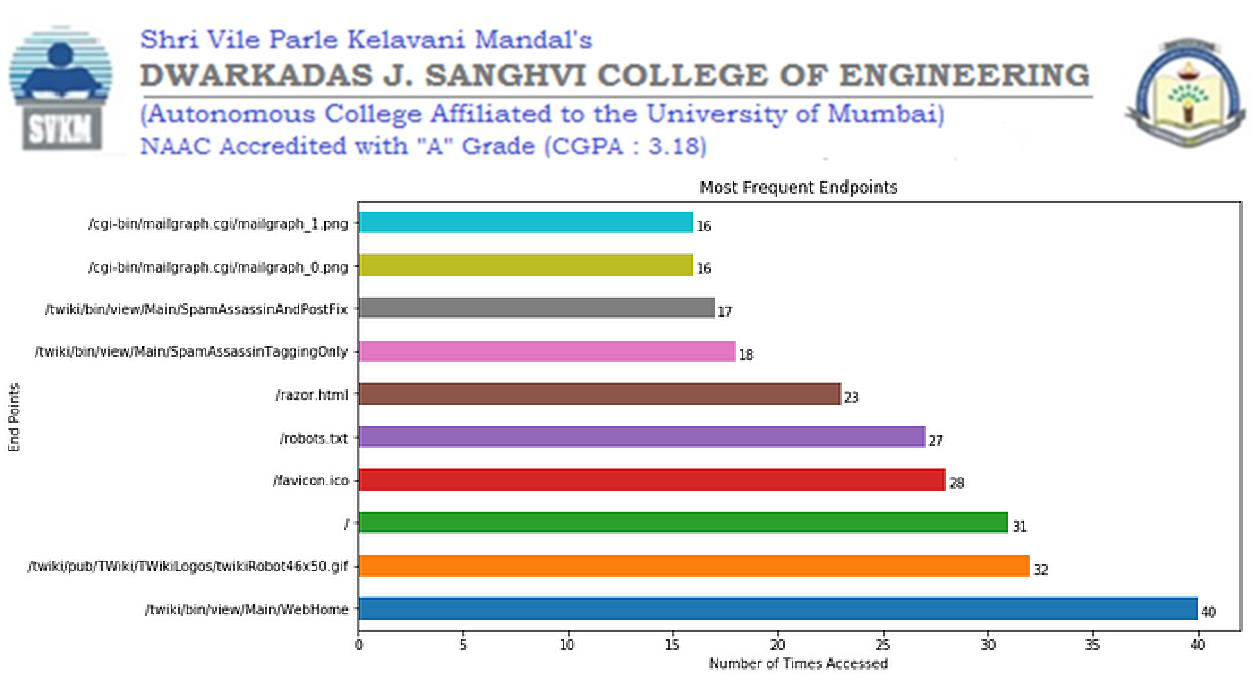 Shri Vile Parle Kelavani Mandal's
DWARKADAS J. SANGHVI COLLEGE OF ENGINEERING
(Autonomous College Affiliated to the University of Mumbai)
NAAC Accredited with "A" Grade (CGPA : 3.18)
SVKM
Most Frequent Endpoints
/cgi-bin/mailgraph.cgi/mailgraph_1.png 16
/cgi-bin/mailgraph.cgi/mailgraph_0.png 16
/twiki/bin/view/Main/SpamAssassinAndPostFix 17
/twiki/bin/view/Main/SpamAssassinTaggingOnly 18
/razor.html 23
/robots.txt 27
/favicon.ico 28
/ 31
/twiki/pub/TWiki/TWikiLogos/twikiRobot46x50.gif 32
/twiki/bin/view/Main/WebHome 40
End Points
0 5 10 15 20 25 30 35 40
Number of Times Accessed